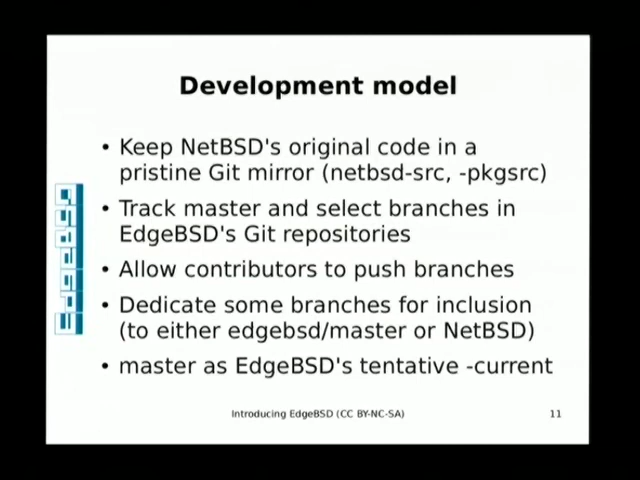 Development model
• Keep NetBSD's original code in a
pristine Git mirror (netbsd-src, -pkgsrc)
• Track master and select branches in
EdgeBSD's Git repositories
• Allow contributors to push branches
• Dedicate some branches for inclusion
(to either edgebsd/master or NetBSD)
• master as EdgeBSD's tentative -current
EdgeBSD
Introducing EdgeBSD (CC BY-NC-SA)
11